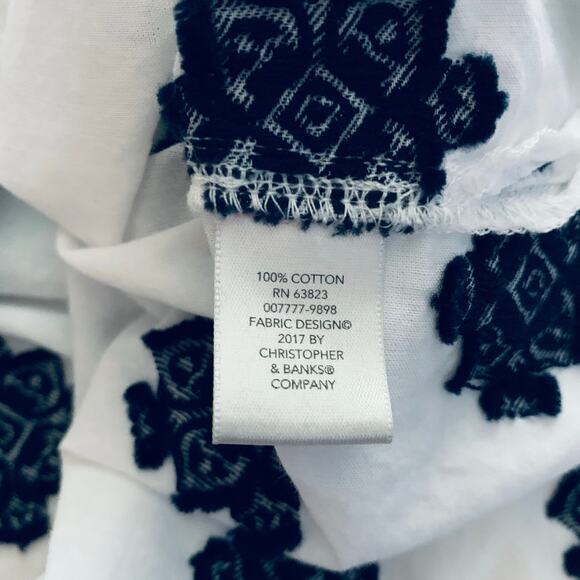 100% COTTON
RN 63823
007777-9898
FABRIC DESIGN©
2017 BY
CHRISTOPHER
& BANKS®
COMPANY